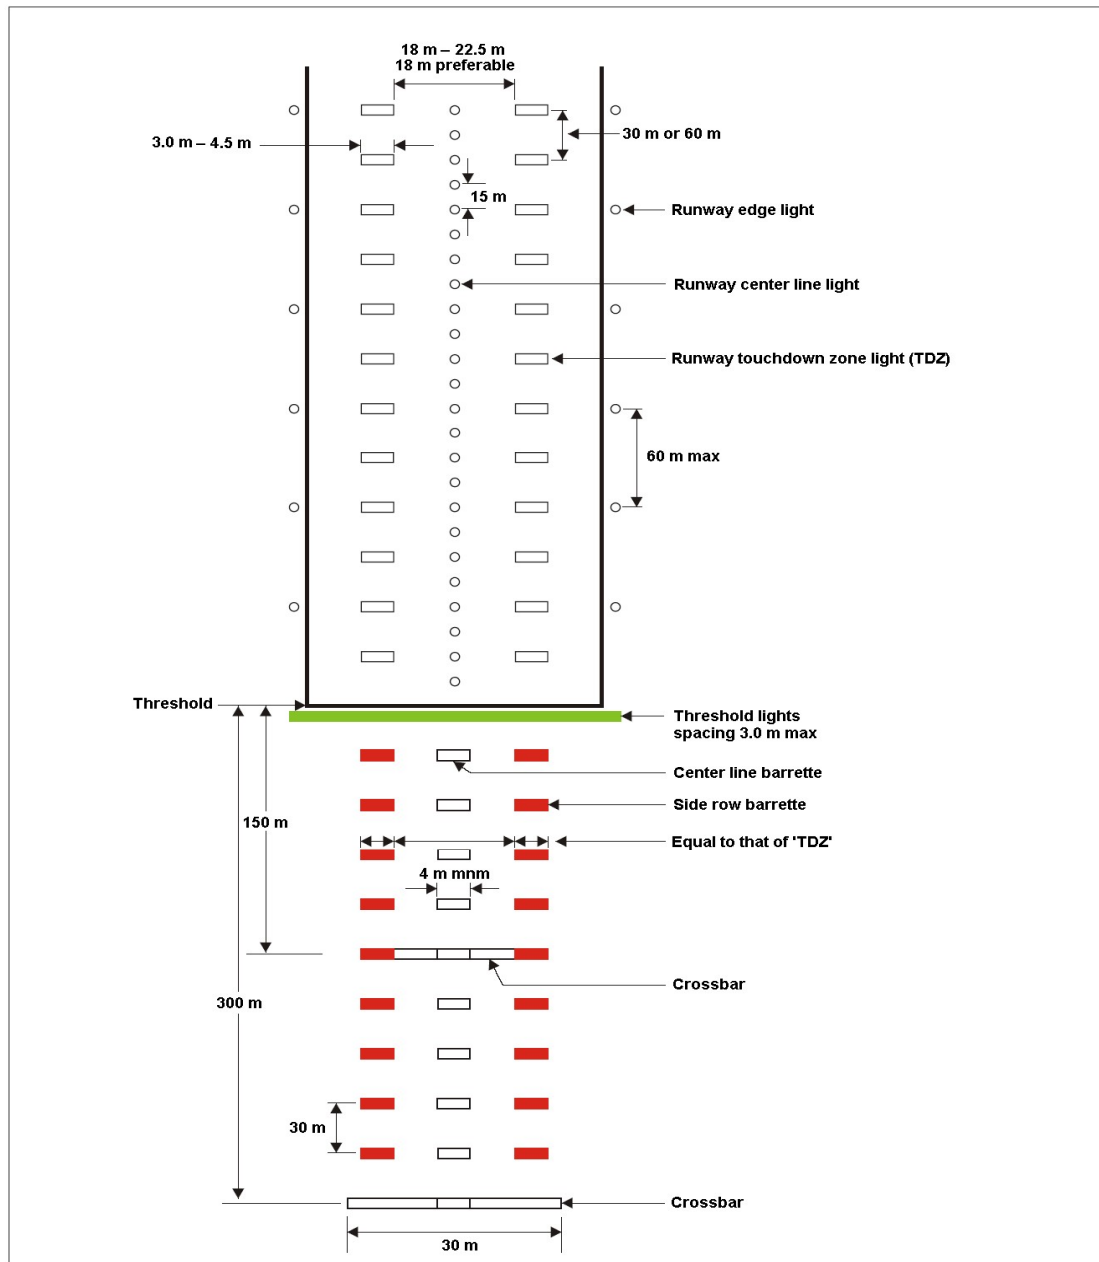 18 m – 22.5 m
18 m preferable
3.0 m – 4.5 m
30 m or 60 m
15 m
Runway edge light
Runway center line light
Runway touchdown zone light (TDZ)
60 m max
Threshold
Threshold lights
spacing 3.0 m max
Center line barrette
Side row barrette
150 m
Equal to that of 'TDZ'
4 m mnm
Crossbar
300 m
30 m
Crossbar
30 m